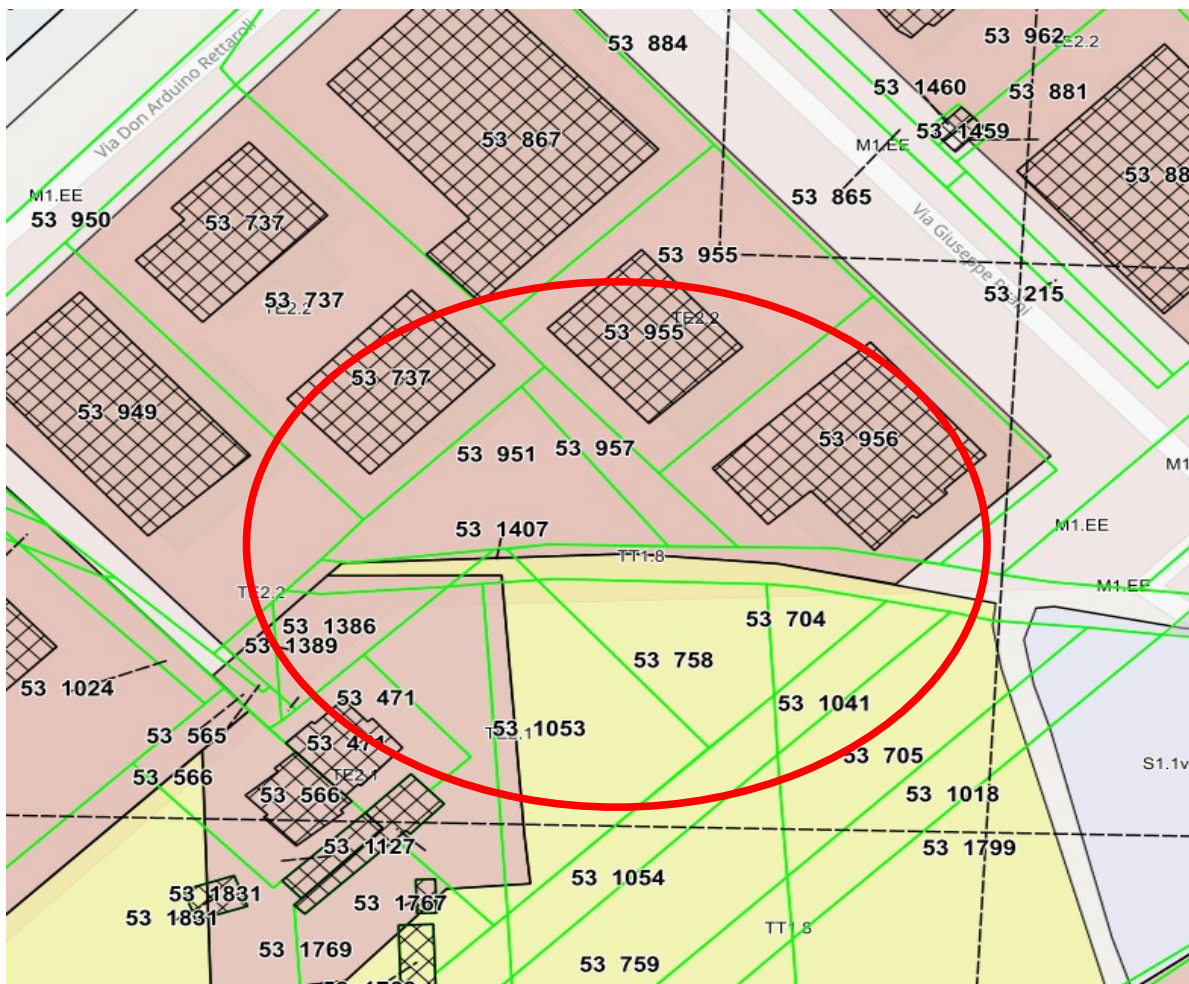 53 884
53 962
TE2.2
Via Don Arduino Rettaroli
53 1460
53 881
53 867
53 1459
M1.EE
53 88
M1.EE
53 865
53 950
53 737
Via Giuseppe
53 955
53 215
53 737
TE2.2
TE2.2
53 955
53 737
53 949
53 956
53 951
53 957
M1
53 1407
M1.EE
TT1.8
TE2.2
M1.EE
53 1386
53 704
53 1389
53 758
53 1024
53 471
53 1041
53 1053
53 565
53 471
53 705
S1.1v
53 566
TE2.1
53 566
53 1018
53 1127
53 1799
53 1054
53 1831
53 1767
53 1831
TT1.8
53 1769
53 759